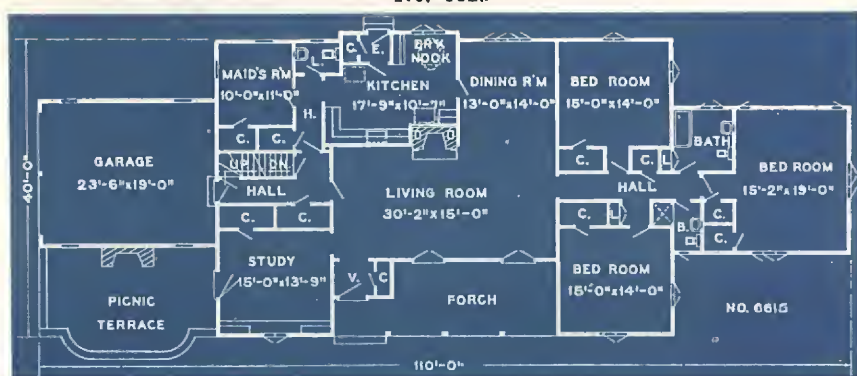 C.
E.
BRK
NOOK
L.
MAID'S R'M
10'-0"x11'-0"
KITCHEN
17'-9"x10'-7"
DINING R'M
13'-0"x14'-0"
BED ROOM
15'-0"x14'-0"
H.
C.
C.
BATH
GARAGE
23'-6"x19'-0"
UP
DN.
HALL
C.
C.
LIVING ROOM
30'-2"x15'-0"
C.
C.
L.
HALL
BED ROOM
15'-2"x19'-0"
C.
L.
B.
C.
C.
STUDY
15'-0"x13'-9"
V.
C
PORCH
BED ROOM
15'-0"x14'-0"
PICNIC
TERRACE
NO. 6615
40'-0"
110'-0"